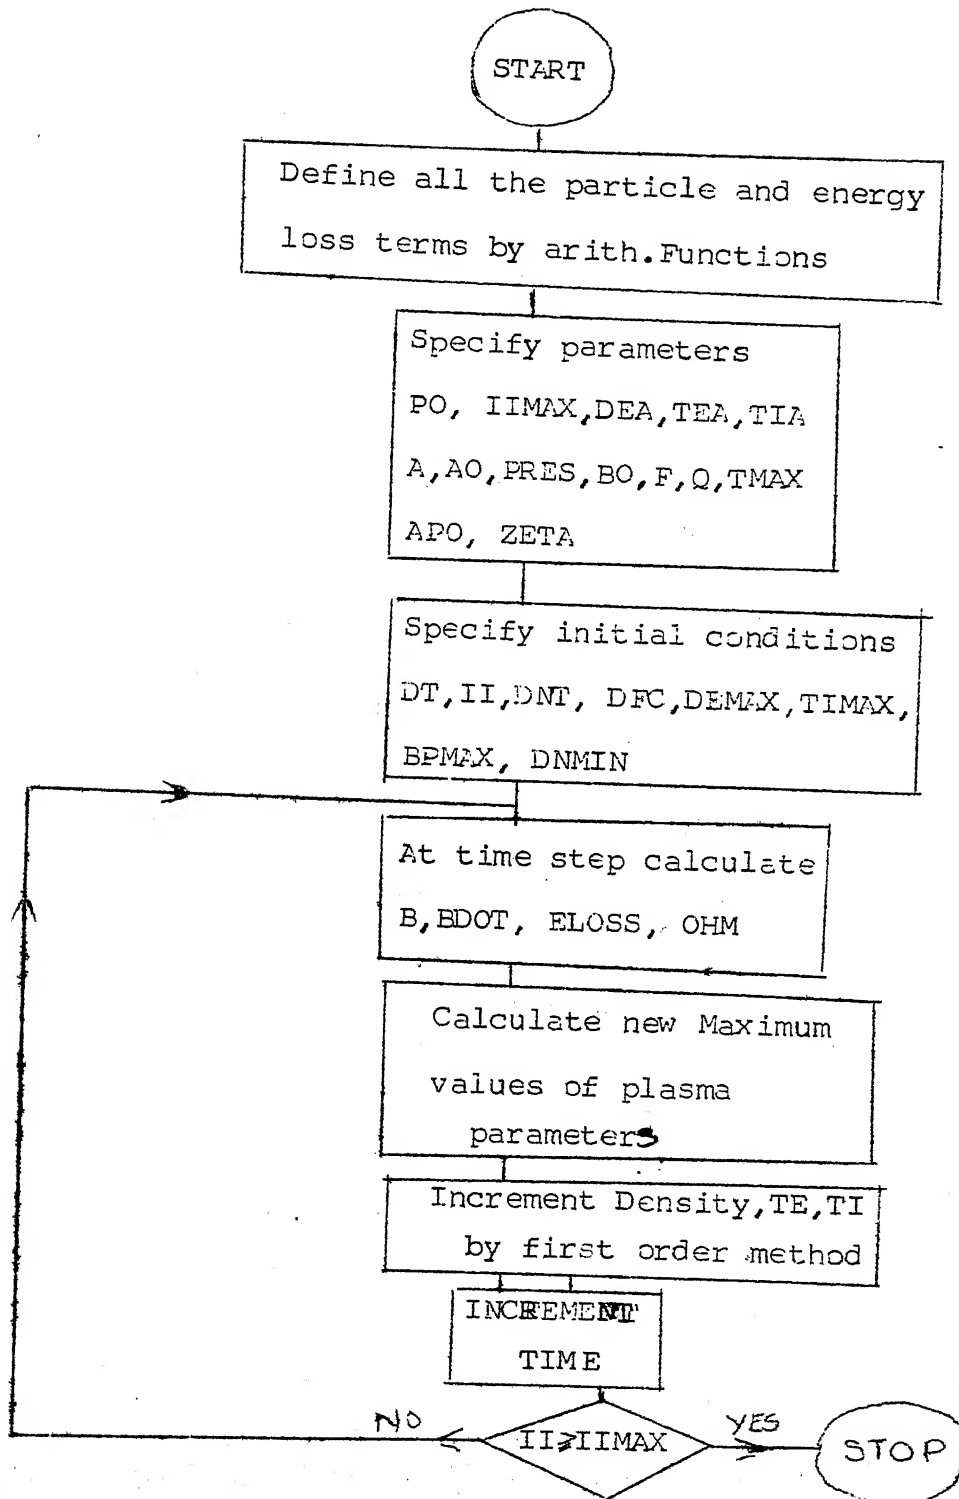 START
Define all the particle and energy
loss terms by arith.Functions
Specify parameters
PO, IIMAX,DEA,TEA,TIA
A,AO,PRES,BO,F,Q,TMAX
APO, ZETA
Specify initial conditions
DT,II,DNT, DFC,DEMAX,TIMAX,
BPMAX, DNMIN
At time step calculate
B,BDOT, ELOSS, OHM
Calculate new Maximum
values of plasma
parameters
Increment Density,TE,TI
by first order method
INCREMENT
TIME
NO
II⩾IIMAX
YES
STOP